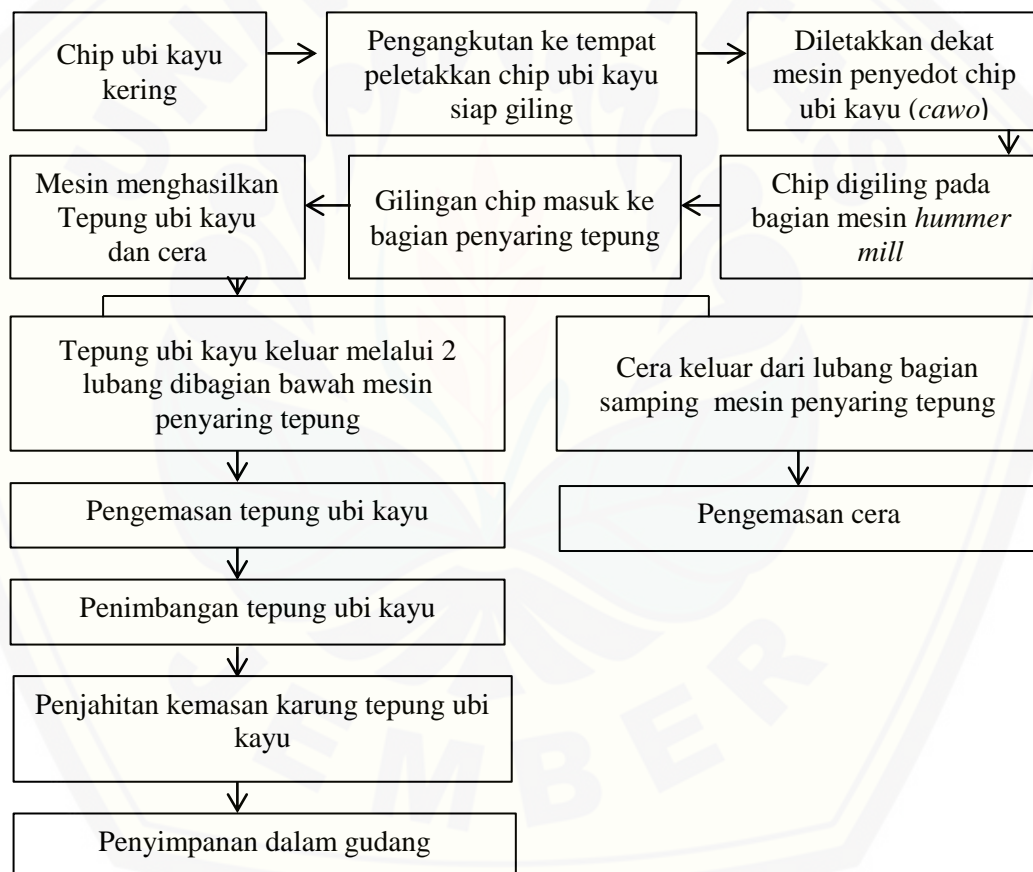 Chip ubi kayu
kering
Pengangkutan ke tempat
peletakkan chip ubi kayu
siap giling
Diletakkan dekat
mesin penyedot chip
ubi kayu (cawo)
Chip digiling pada
bagian mesin hummer
mill
Gilingan chip masuk ke
bagian penyaring tepung
Mesin menghasilkan
Tepung ubi kayu
dan cera
Tepung ubi kayu keluar melalui 2
lubang dibagian bawah mesin
penyaring tepung
Cera keluar dari lubang bagian
samping mesin penyaring tepung
Pengemasan tepung ubi kayu
Pengemasan cera
Penimbangan tepung ubi kayu
Penjahitan kemasan karung tepung ubi
kayu
Penyimpanan dalam gudang
JEMBER